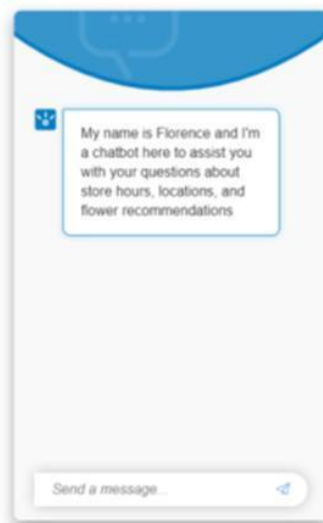 My name is Florence and I'm
a chatbot here to assist you
with your questions about
store hours, locations, and
flower recommendations
Send a message...